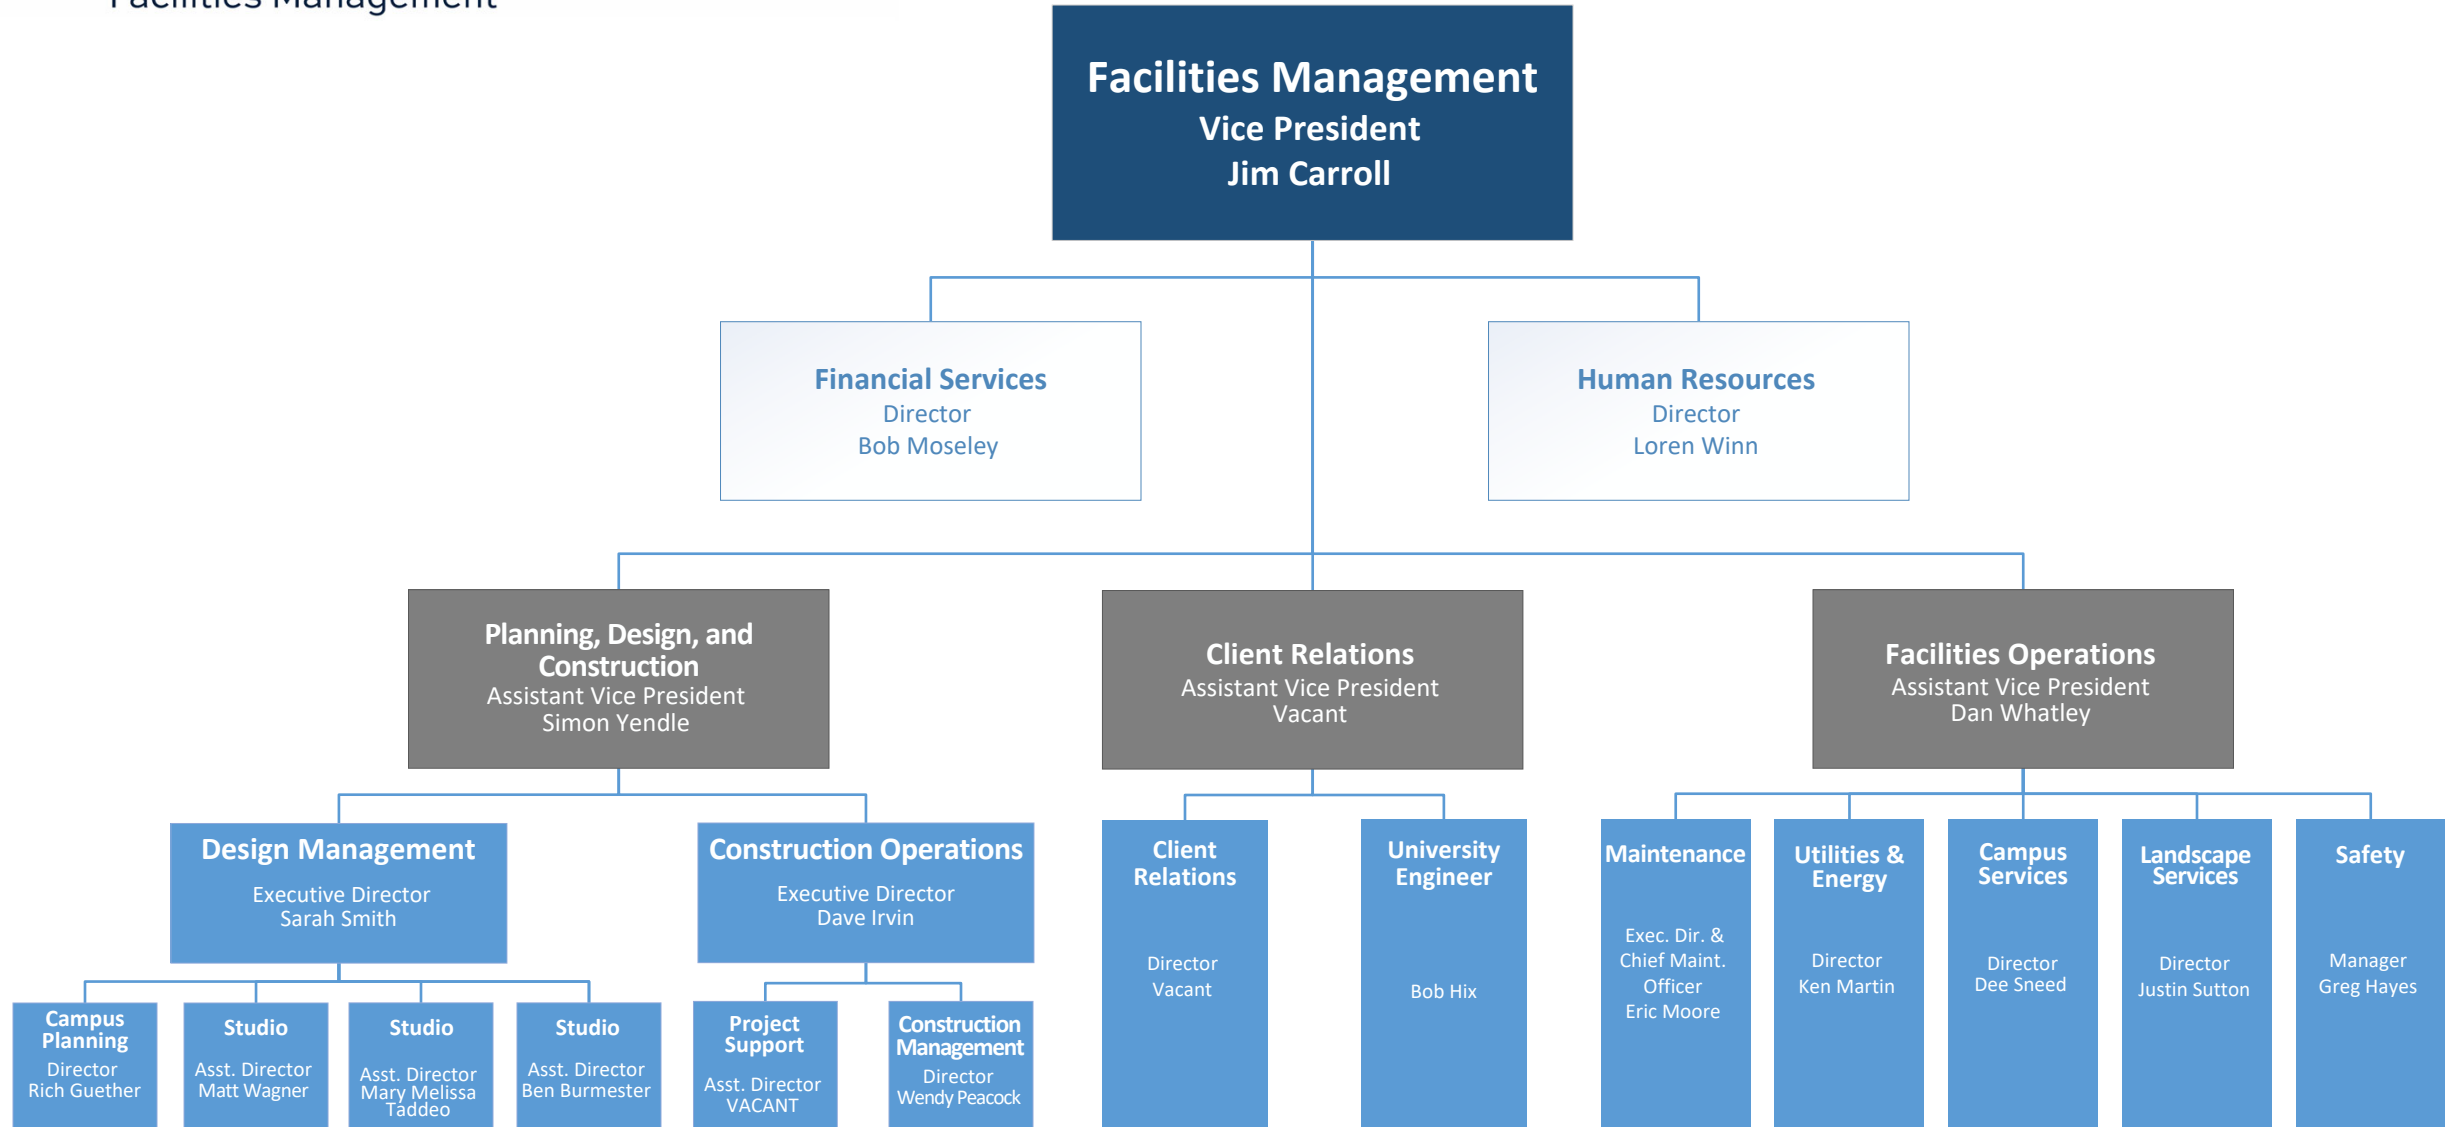 Facilities Management
Facilities Management
Vice President
Jim Carroll
Financial Services
Director
Bob Moseley
Human Resources
Director
Loren Winn
Planning, Design, and
Construction
Assistant Vice President
Simon Yendle
Client Relations
Assistant Vice President
Vacant
Facilities Operations
Assistant Vice President
Dan Whatley
Design Management
Executive Director
Sarah Smith
Construction Operations
Executive Director
Dave Irvin
Client
Relations
Director
Vacant
University
Engineer
Bob Hix
Maintenance
Exec. Dir. &
Chief Maint.
Officer
Eric Moore
Utilities &
Energy
Director
Ken Martin
Campus
Services
Director
Dee Sneed
Landscape
Services
Director
Justin Sutton
Safety
Manager
Greg Hayes
Campus
Planning
Director
Rich Guether
Studio
Asst. Director
Matt Wagner
Studio
Asst. Director
Mary Melissa
Taddeo
Studio
Asst. Director
Ben Burmester
Project
Support
Asst. Director
VACANT
Construction
Management
Director
Wendy Peacock